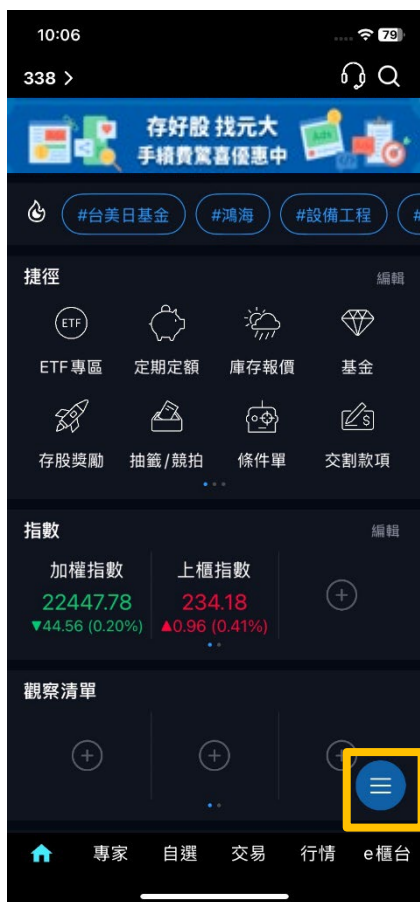 10:06
79
338 >
存好股 找元大
手續費驚喜優惠中
Ads
#台美日基金 #鴻海 #設備工程 #
捷徑 編輯
ETF
ETF專區 定期定額 庫存報價 基金
存股獎勵 抽籤/競拍 條件單 交割款項
指數 編輯
加權指數 上櫃指數
22447.78 234.18
▼44.56 (0.20%) ▲0.96 (0.41%)
觀察清單
專家 自選 交易 行情 e櫃台